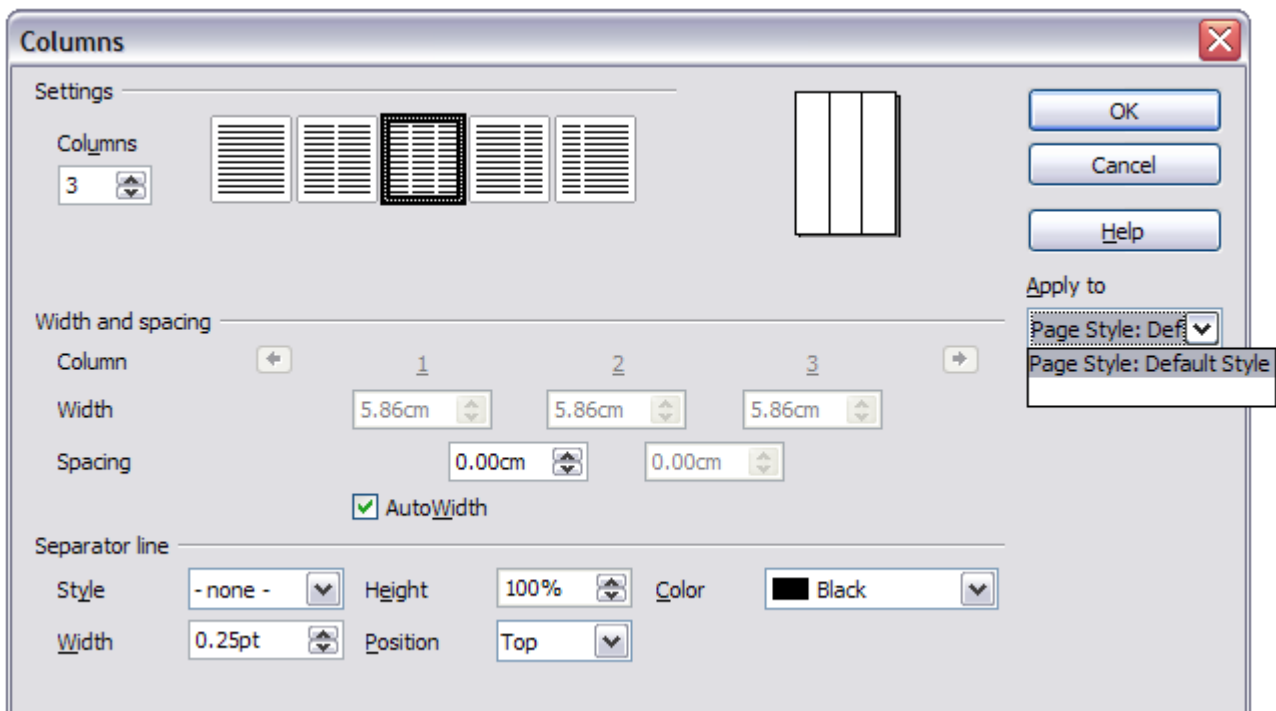 Columns
Settings
Columns
3
OK
Cancel
Help
Apply to
Page Style: Def
Page Style: Default Style
Width and spacing
Column 1 2 3
Width 5.86cm 5.86cm 5.86cm
Spacing 0.00cm 0.00cm
AutoWidth
Separator line
Style - none - Height 100% Color Black
Width 0.25pt Position Top